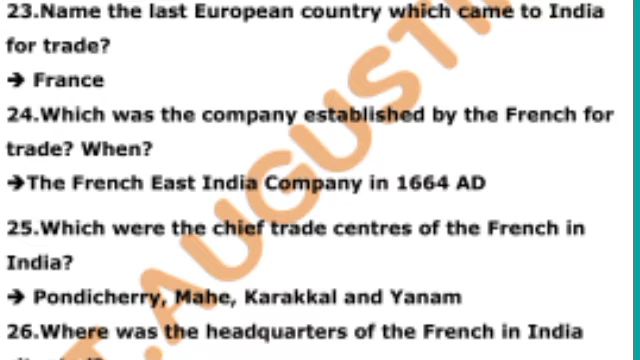 23.Name the last European country which came to India
for trade?
➔ France
24.Which was the company established by the French for
trade? When?
➔The French East India Company in 1664 AD
25.Which were the chief trade centres of the French in
India?
➔ Pondicherry, Mahe, Karakkal and Yanam
26.Where was the headquarters of the French in India